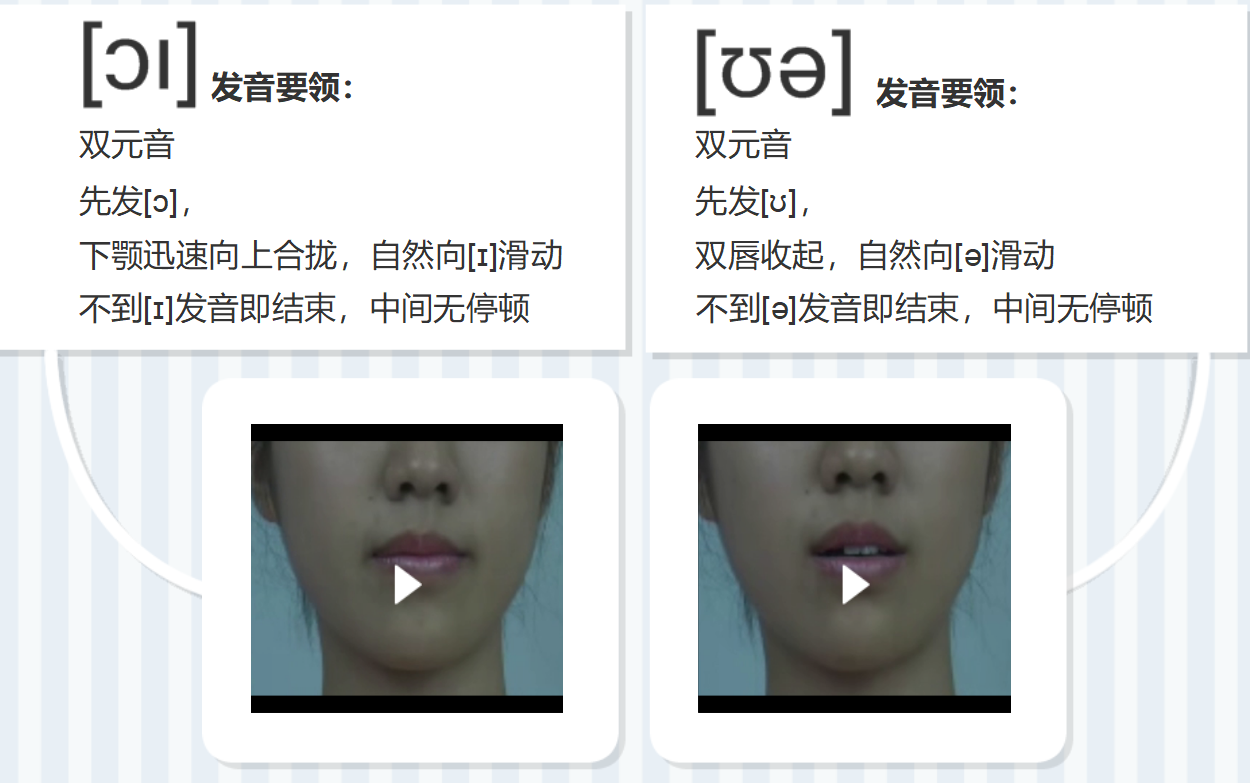 [ɔɪ] 发音要领：
双元音
先发[ɔ]，
下颚迅速向上合拢，自然向[ɪ]滑动
不到[ɪ]发音即结束，中间无停顿
[ʊə] 发音要领：
双元音
先发[ʊ]，
双唇收起，自然向[ə]滑动
不到[ə]发音即结束，中间无停顿